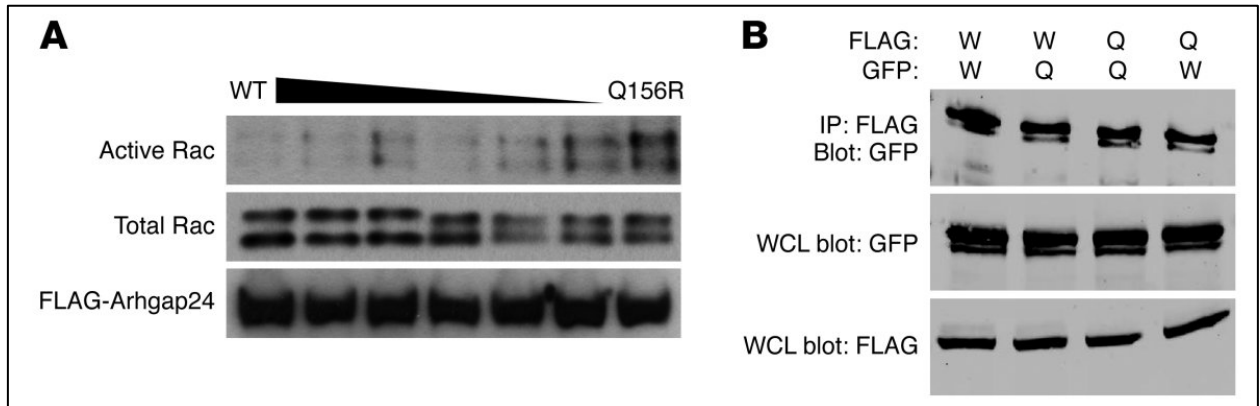 A
WT Q156R
Active Rac
Total Rac
FLAG-Arhgap24
B
FLAG: W W Q Q
GFP: W Q Q W
IP: FLAG
Blot: GFP
WCL blot: GFP
WCL blot: FLAG